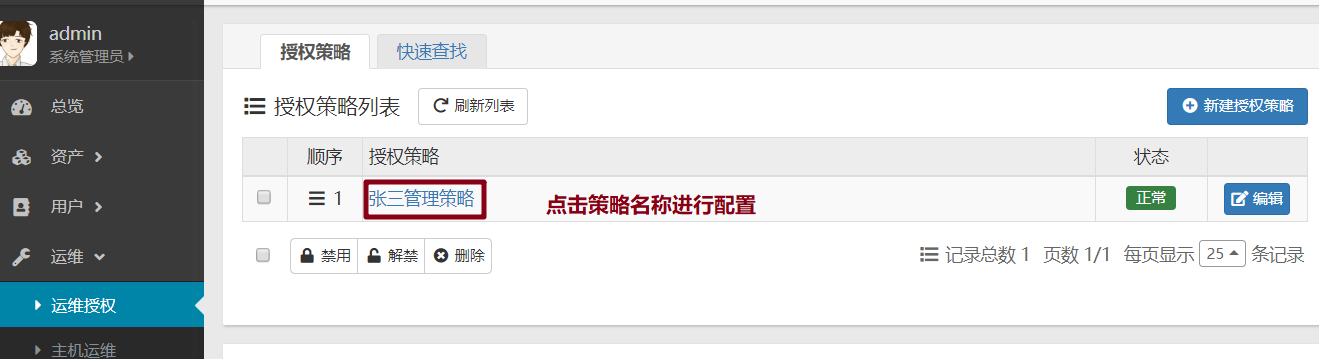 admin
系统管理员
总览
资产
用户
运维
运维授权
主机运维
授权策略 快速查找
授权策略列表 刷新列表 新建授权策略
顺序 授权策略 状态
1 张三管理策略 点击策略名称进行配置 正常 编辑
禁用 解禁 删除 记录总数 1 页数 1/1 每页显示 25 条记录